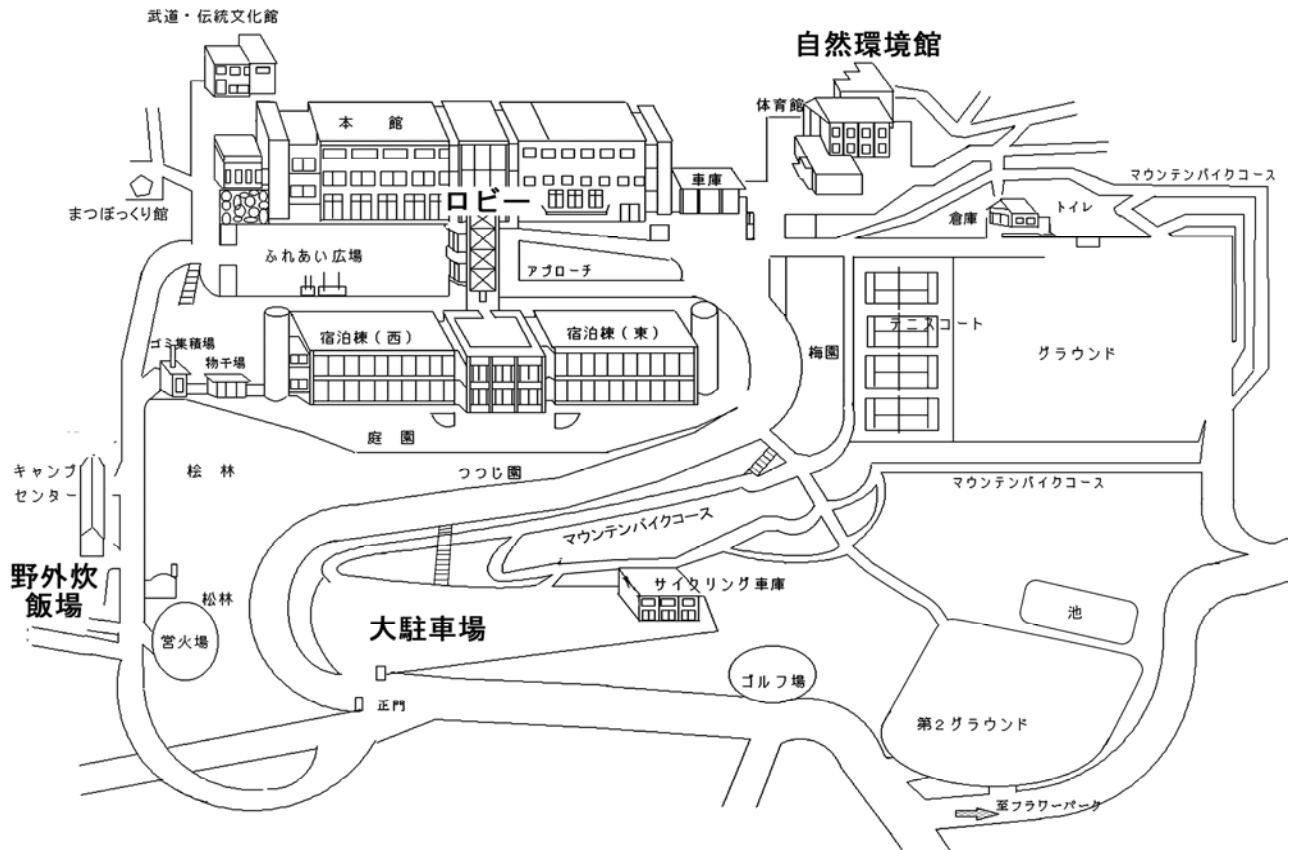 武道・伝統文化館
自然環境館
体育館
本　館
車庫
マウンテンバイクコース
まつぼっくり館
ロビー
倉庫
トイレ
ふれあい広場
アプローチ
宿泊棟(西)
宿泊棟(東)
テニスコート
ゴミ集積場
物干場
梅園
グラウンド
庭　園
キャンプ
センター
桧　林
つつじ園
マウンテンバイクコース
マウンテンバイクコース
野外炊
飯場
松林
サイクリング車庫
池
営火場
大駐車場
ゴルフ場
正門
第2グラウンド
至フラワーパーク